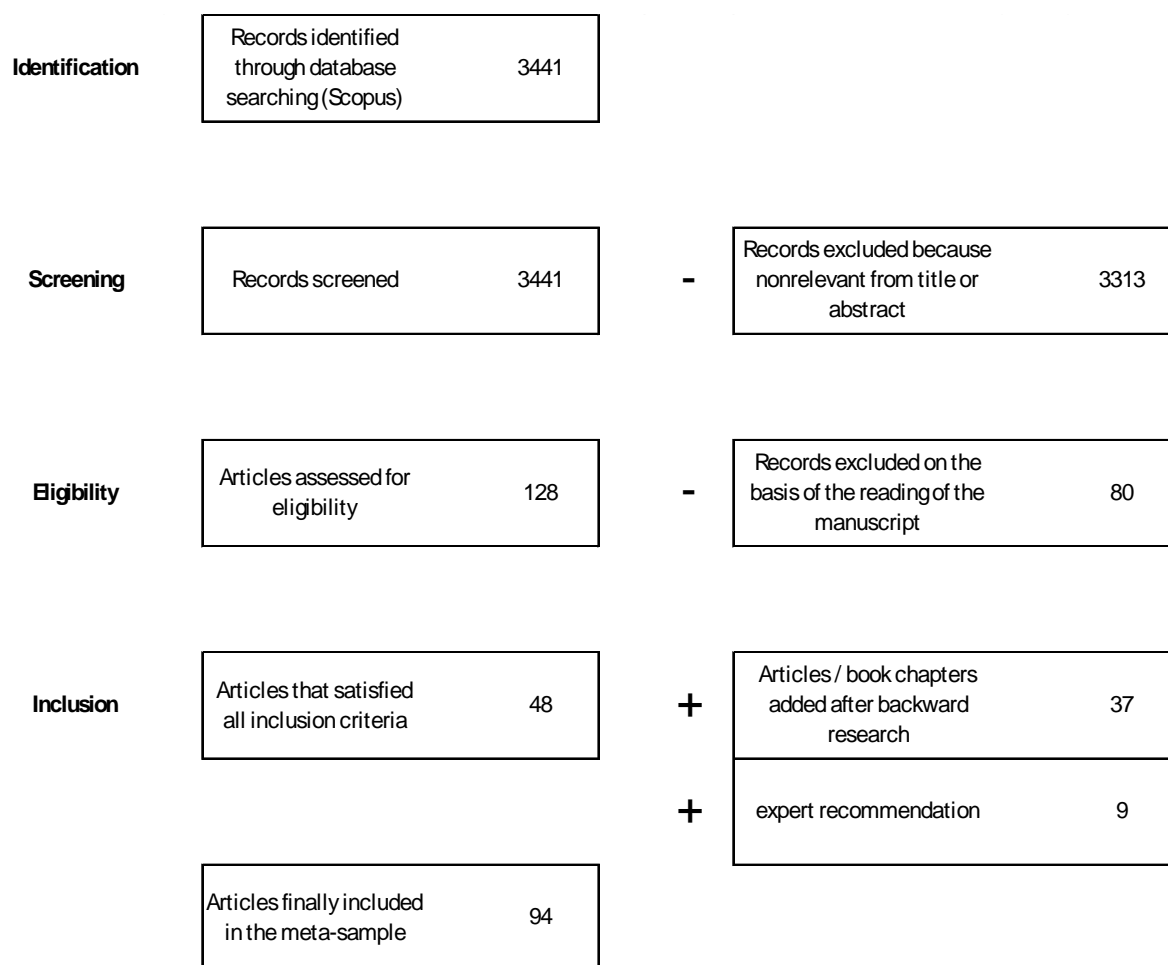 Identification
Records identified
through database
searching (Scopus)
3441
Screening
Records screened
3441
-
Records excluded because
nonrelevant from title or
abstract
3313
Eligibility
Articles assessed for
eligibility
128
-
Records excluded on the
basis of the reading of the
manuscript
80
Inclusion
Articles that satisfied
all inclusion criteria
48
+
Articles / book chapters
added after backward
research
37
+
expert recommendation
9
Articles finally included
in the meta-sample
94